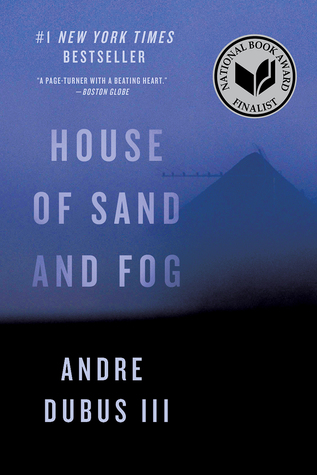 #1 NEW YORK TIMES
BESTSELLER
"A PAGE-TURNER WITH A BEATING HEART."
— BOSTON GLOBE
NATIONAL BOOK AWARD
FINALIST
HOUSE
OF SAND
AND FOG
ANDRE
DUBUS III